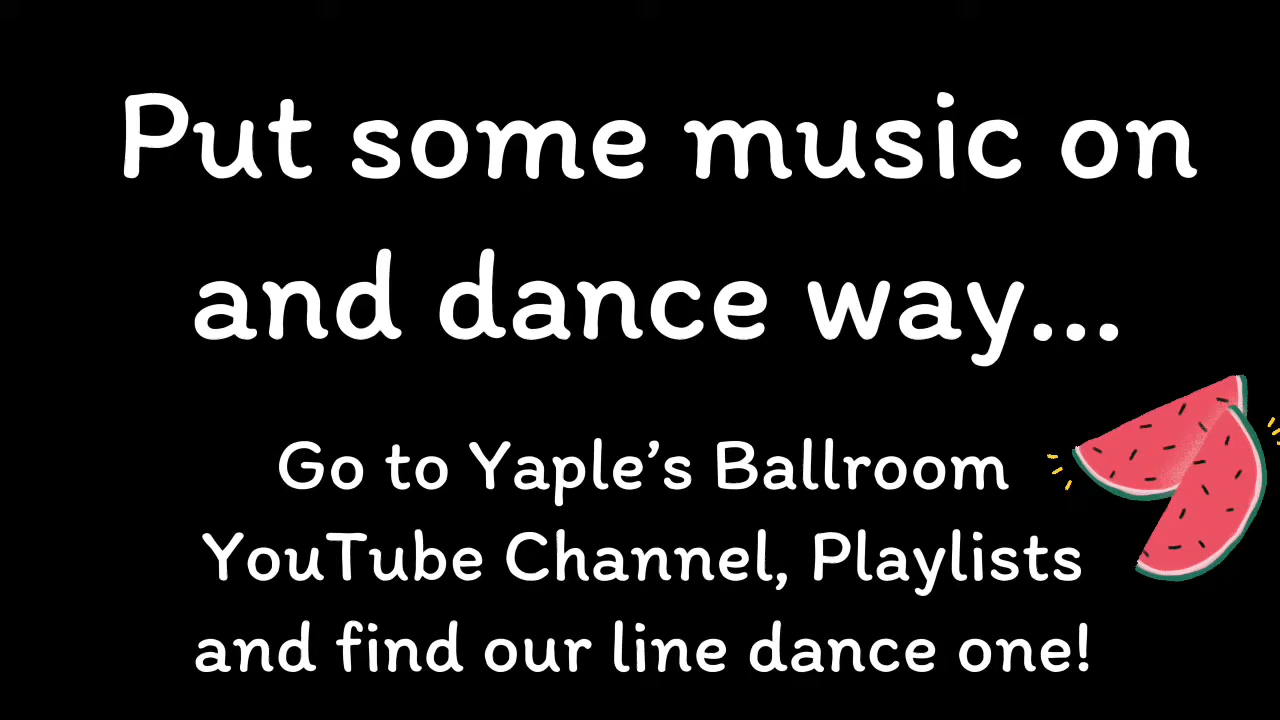 Put some music on
and dance way...
Go to Yaple's Ballroom
YouTube Channel, Playlists
and find our line dance one!